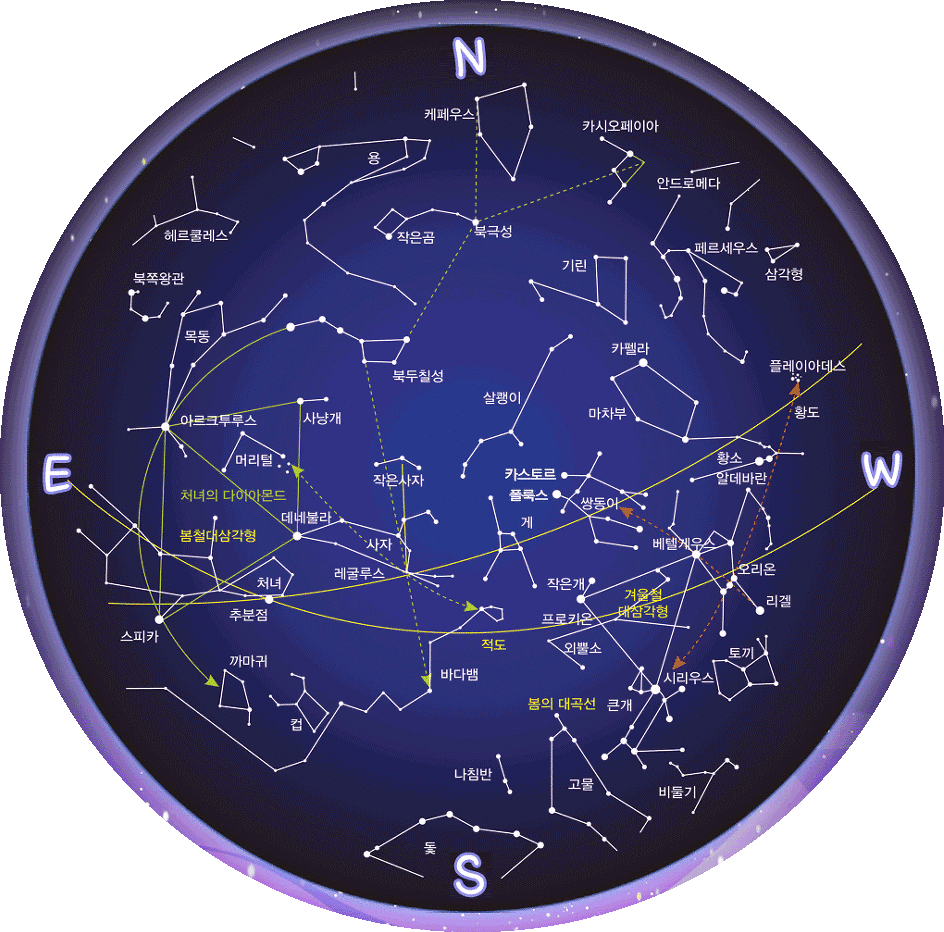 N
케페우스
카시오페이아
용
안드로메다
헤르쿨레스
작은곰
북극성
페르세우스
삼각형
기린
북쪽왕관
목동
카펠라
플레이아데스
북두칠성
살쾡이
마차부
황도
아르크투루스
사냥개
머리털
황소
E
W
작은사자
카스토르
알데바란
처녀의 다이아몬드
폴룩스
쌍둥이
데네볼라
게
봄철대삼각형
사자
베텔게우스
레굴루스
오리온
처녀
작은개
겨울철
대삼각형
리겔
추분점
프로키온
스피카
적도
외뿔소
까마귀
토끼
바다뱀
시리우스
봄의 대곡선
큰개
컵
나침반
고물
비둘기
돛
S